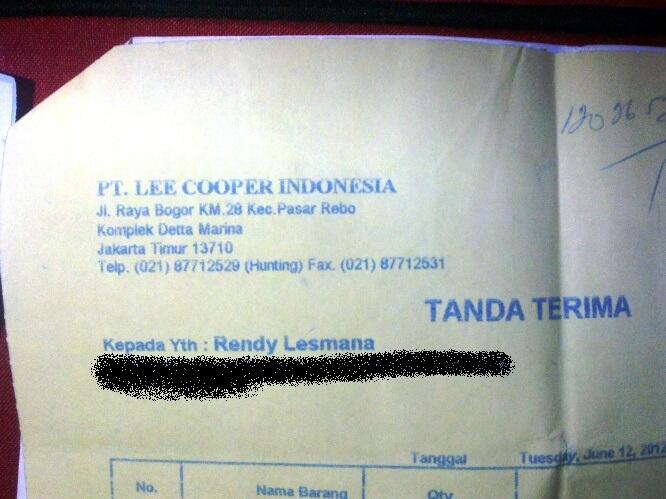 120262
PT. LEE COOPER INDONESIA
Jl. Raya Bogor KM.28 Kec.Pasar Rebo
Komplek Detta Marina
Jakarta Timur 13710
Telp. (021) 87712529 (Hunting) Fax. (021) 87712531
TANDA TERIMA
Kepada Yth : Rendy Lesmana
Tanggal Tuesday, June 12, 2012
No. Nama Barang Qty